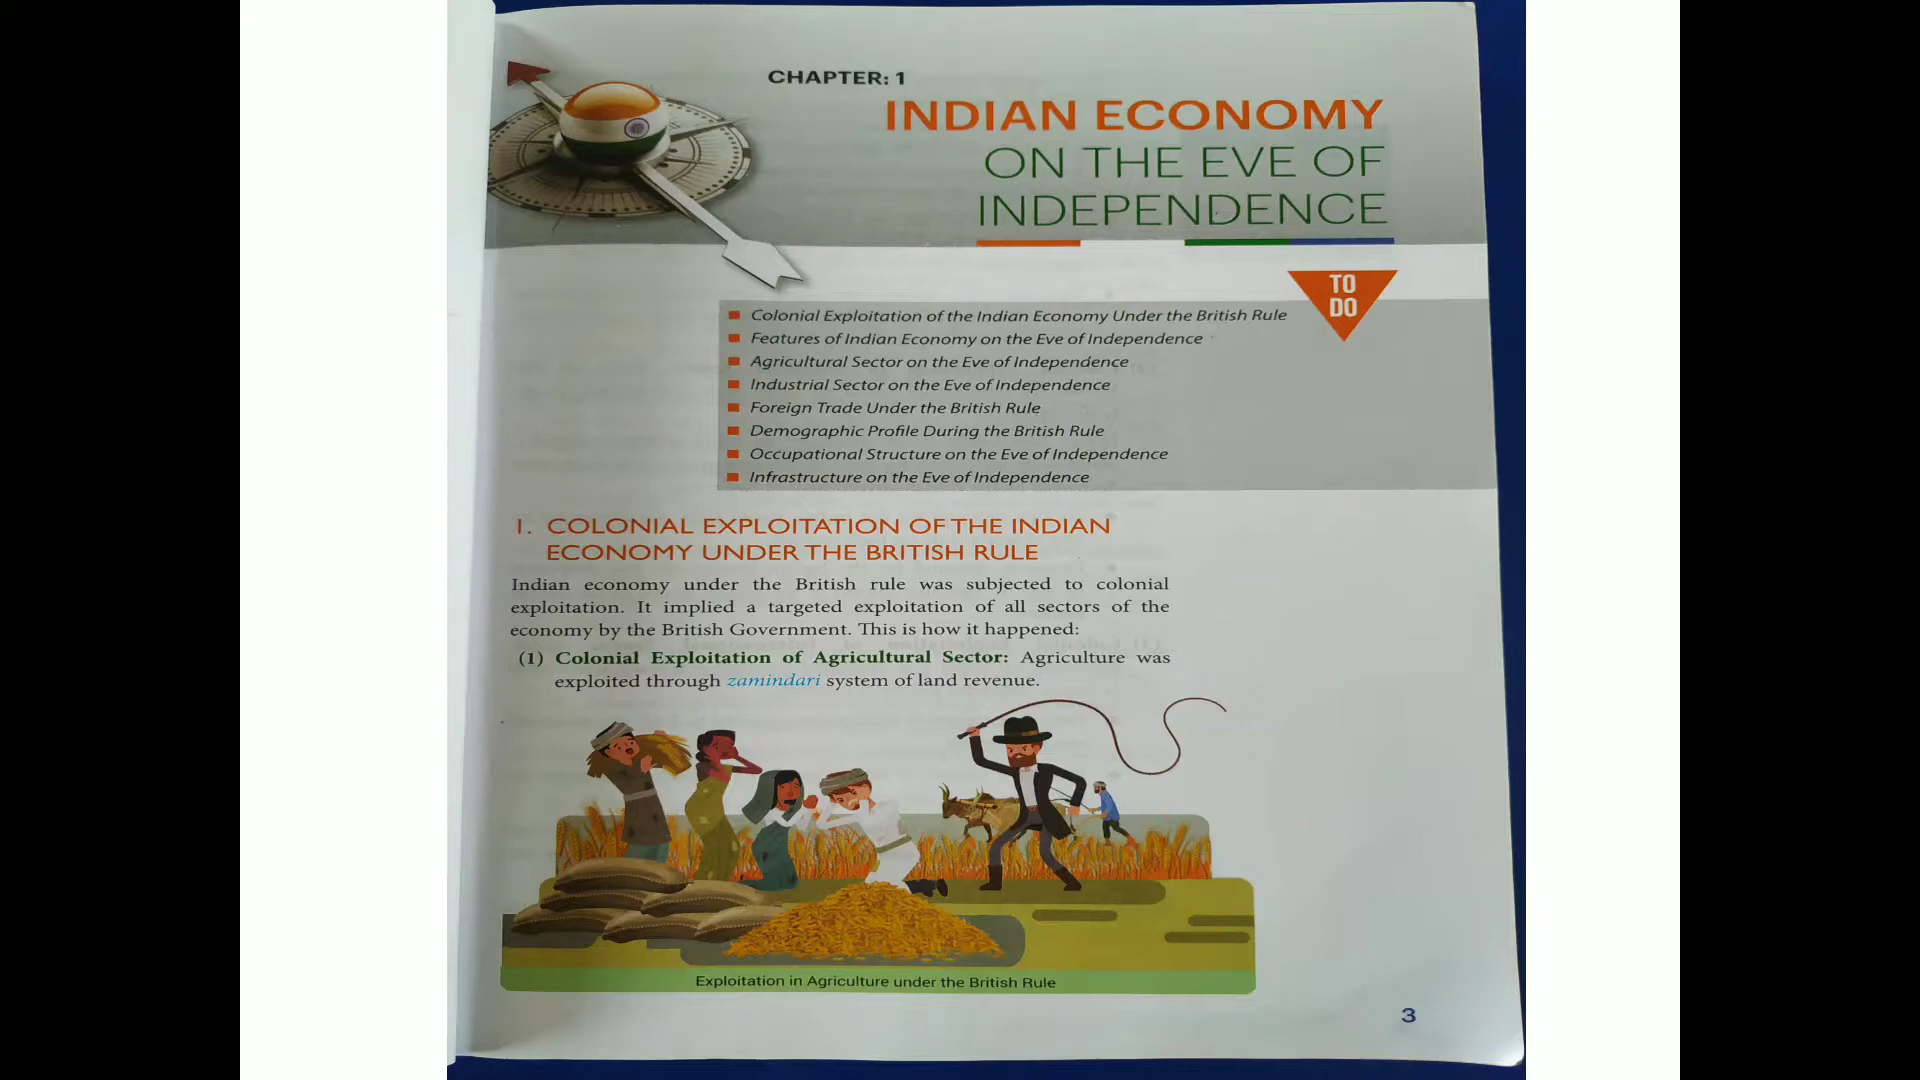 CHAPTER: 1
INDIAN ECONOMY
ON THE EVE OF
INDEPENDENCE
TO
DO
Colonial Exploitation of the Indian Economy Under the British Rule
Features of Indian Economy on the Eve of Independence
Agricultural Sector on the Eve of Independence
Industrial Sector on the Eve of Independence
Foreign Trade Under the British Rule
Demographic Profile During the British Rule
Occupational Structure on the Eve of Independence
Infrastructure on the Eve of Independence
1. COLONIAL EXPLOITATION OF THE INDIAN
ECONOMY UNDER THE BRITISH RULE
Indian economy under the British rule was subjected to colonial
exploitation. It implied a targeted exploitation of all sectors of the
economy by the British Government. This is how it happened:
(1) Colonial Exploitation of Agricultural Sector: Agriculture was
exploited through zamindari system of land revenue.
Exploitation in Agriculture under the British Rule
3